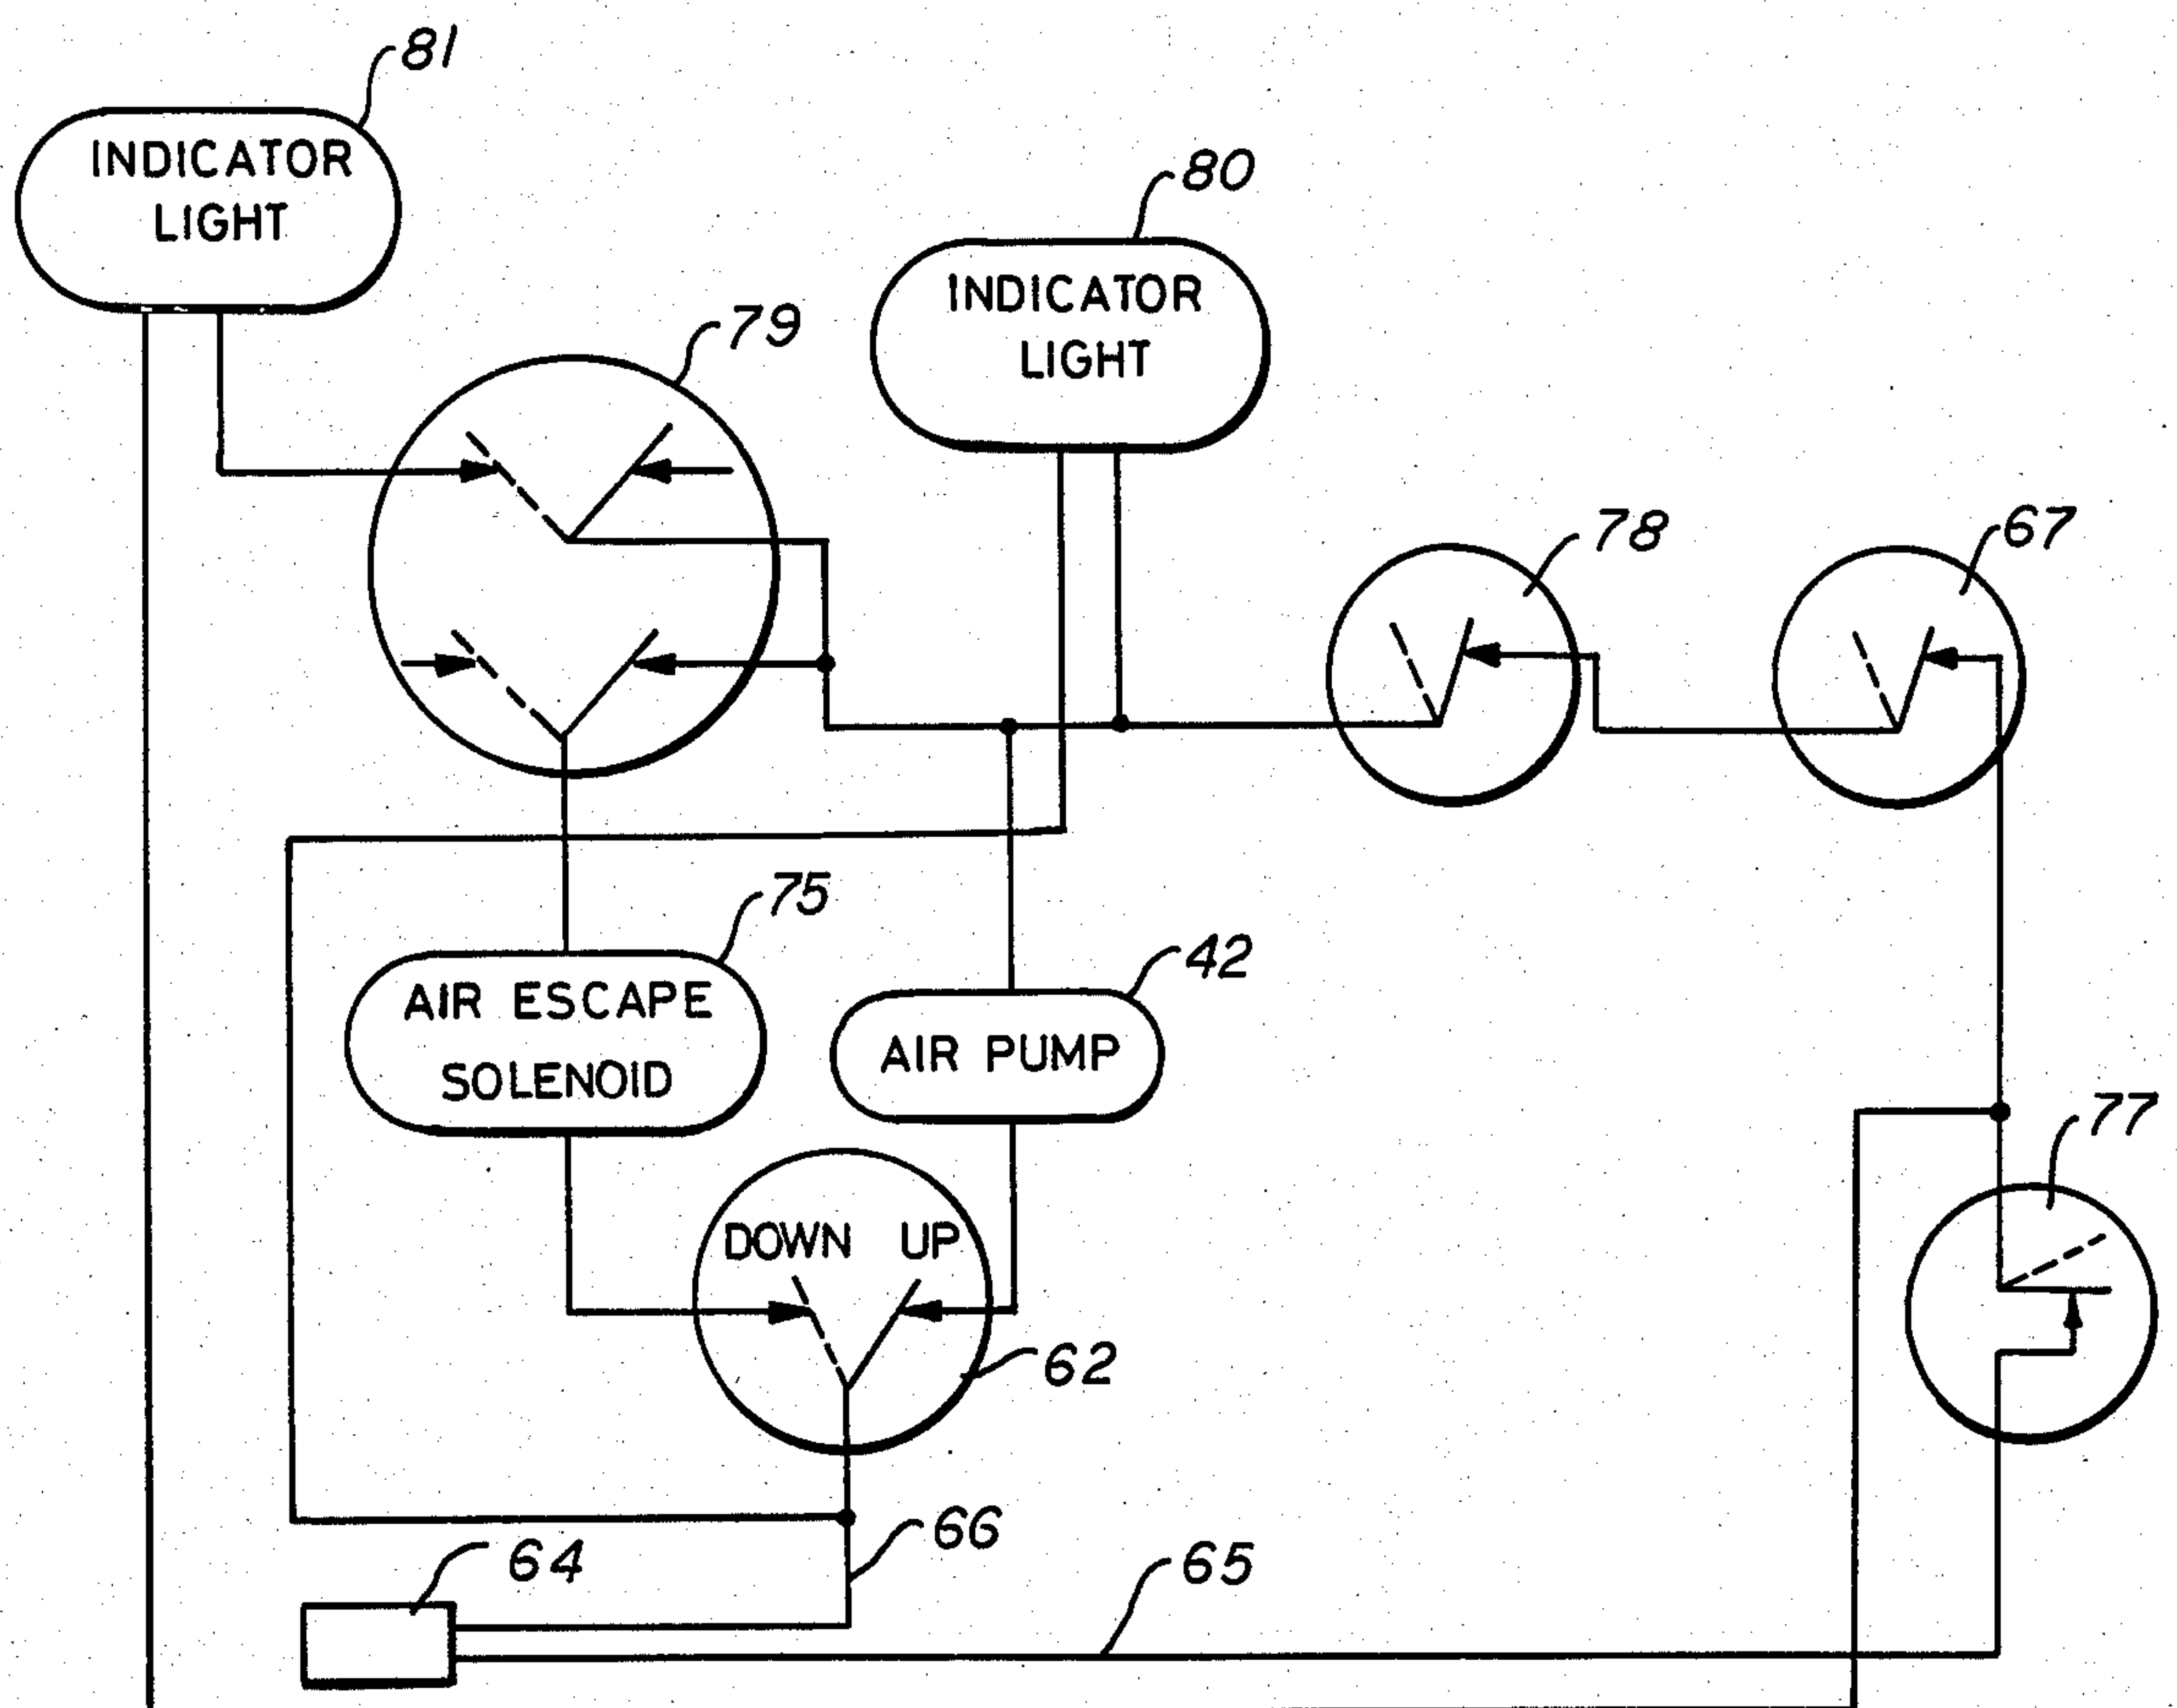 81
INDICATOR
LIGHT
80
INDICATOR
LIGHT
79
78
67
75
AIR ESCAPE
SOLENOID
42
AIR PUMP
77
DOWN UP
62
66
64
65